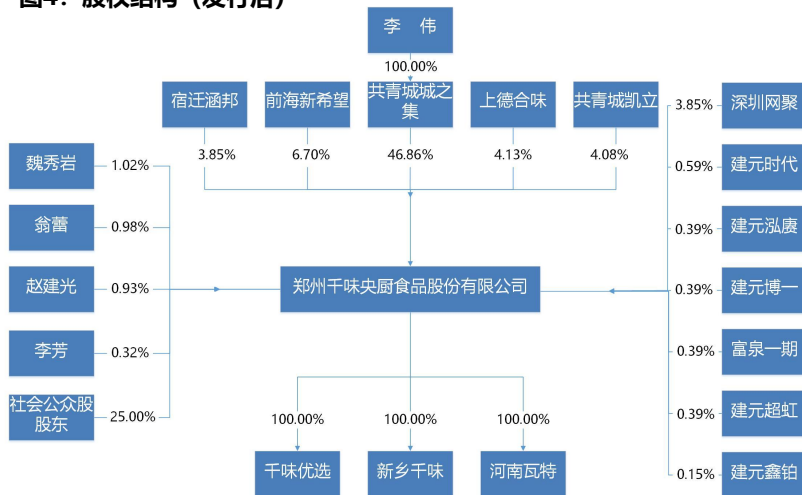 图4：股权结构（发行后）
李 伟
100.00%
宿迁涵邦
前海新希望
共青城城之
集
上德合味
共青城凯立
3.85%
6.70%
46.86%
4.13%
4.08%
魏秀岩
1.02%
翁蕾
0.98%
赵建光
0.93%
李芳
0.32%
社会公众股
股东
25.00%
郑州千味央厨食品股份有限公司
3.85%
深圳网聚
0.59%
建元时代
0.39%
建元泓赓
0.39%
建元博一
0.39%
富泉一期
0.39%
建元超虹
0.15%
建元鑫铂
100.00%
100.00%
100.00%
千味优选
新乡千味
河南瓦特